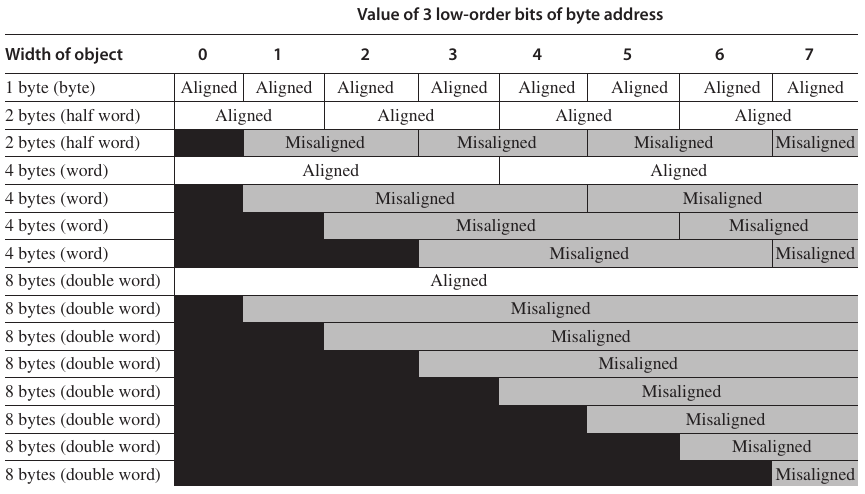 Value of 3 low-order bits of byte address
Width of object 0 1 2 3 4 5 6 7
1 byte (byte) Aligned Aligned Aligned Aligned Aligned Aligned Aligned Aligned
2 bytes (half word) Aligned Aligned Aligned Aligned
2 bytes (half word) Misaligned Misaligned Misaligned Misaligned
4 bytes (word) Aligned Aligned
4 bytes (word) Misaligned Misaligned
4 bytes (word) Misaligned Misaligned
4 bytes (word) Misaligned Misaligned
8 bytes (double word) Aligned
8 bytes (double word) Misaligned
8 bytes (double word) Misaligned
8 bytes (double word) Misaligned
8 bytes (double word) Misaligned
8 bytes (double word) Misaligned
8 bytes (double word) Misaligned
8 bytes (double word) Misaligned